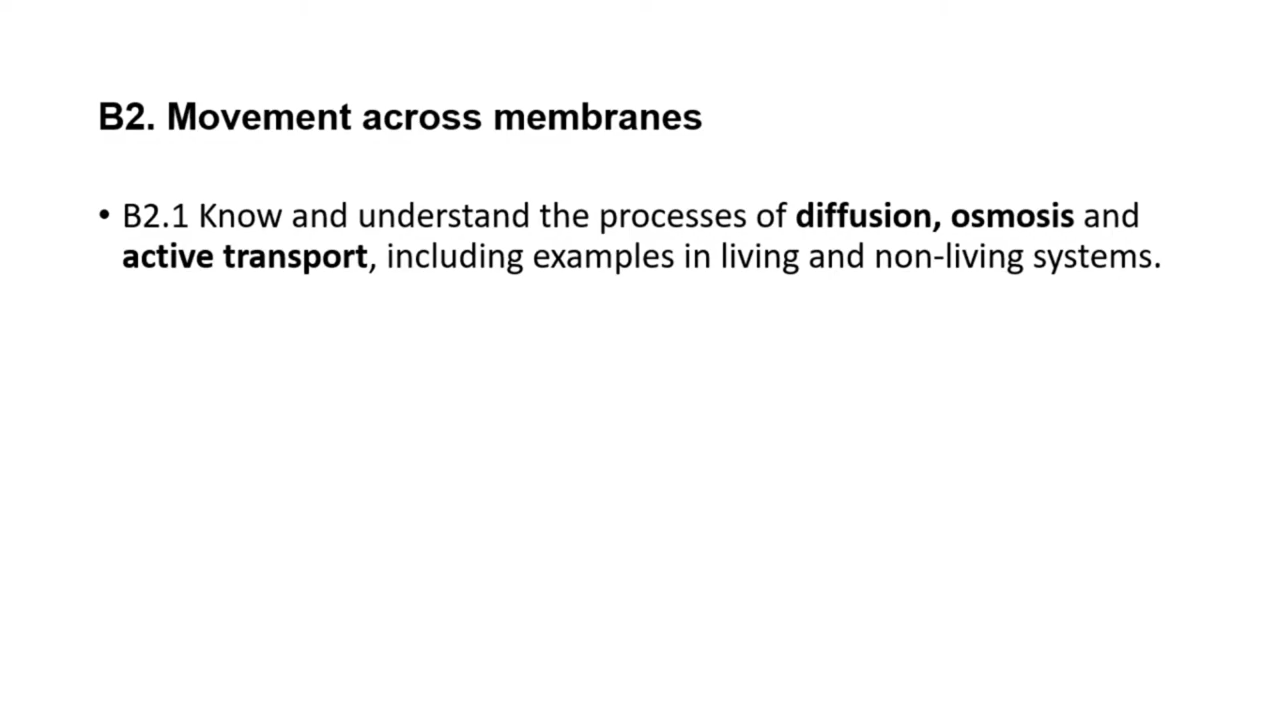 B2. Movement across membranes
• B2.1 Know and understand the processes of diffusion, osmosis and
active transport, including examples in living and non-living systems.